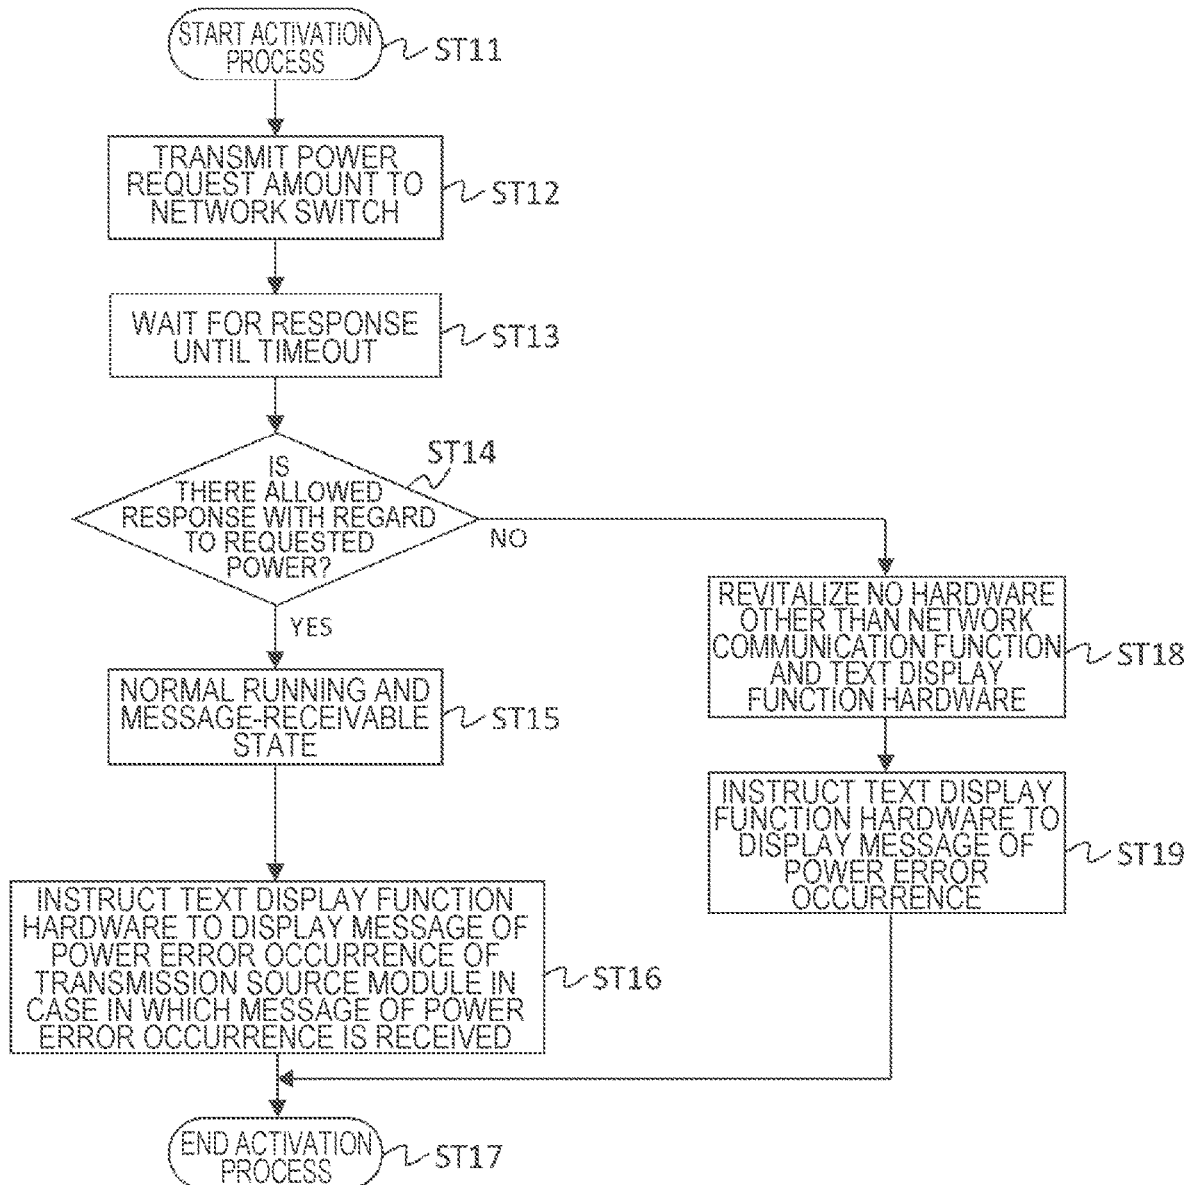 START ACTIVATION
PROCESS
ST11
TRANSMIT POWER
REQUEST AMOUNT TO
NETWORK SWITCH
ST12
WAIT FOR RESPONSE
UNTIL TIMEOUT
ST13
ST14
IS
THERE ALLOWED
RESPONSE WITH REGARD
TO REQUESTED
POWER?
NO
YES
NORMAL RUNNING AND
MESSAGE-RECEIVABLE
STATE
ST15
INSTRUCT TEXT DISPLAY FUNCTION
HARDWARE TO DISPLAY MESSAGE OF
POWER ERROR OCCURRENCE OF
TRANSMISSION SOURCE MODULE IN
CASE IN WHICH MESSAGE OF POWER
ERROR OCCURRENCE IS RECEIVED
ST16
REVITALIZE NO HARDWARE
OTHER THAN NETWORK
COMMUNICATION FUNCTION
AND TEXT DISPLAY
FUNCTION HARDWARE
ST18
INSTRUCT TEXT DISPLAY
FUNCTION HARDWARE TO
DISPLAY MESSAGE OF
POWER ERROR
OCCURRENCE
ST19
END ACTIVATION
PROCESS
ST17